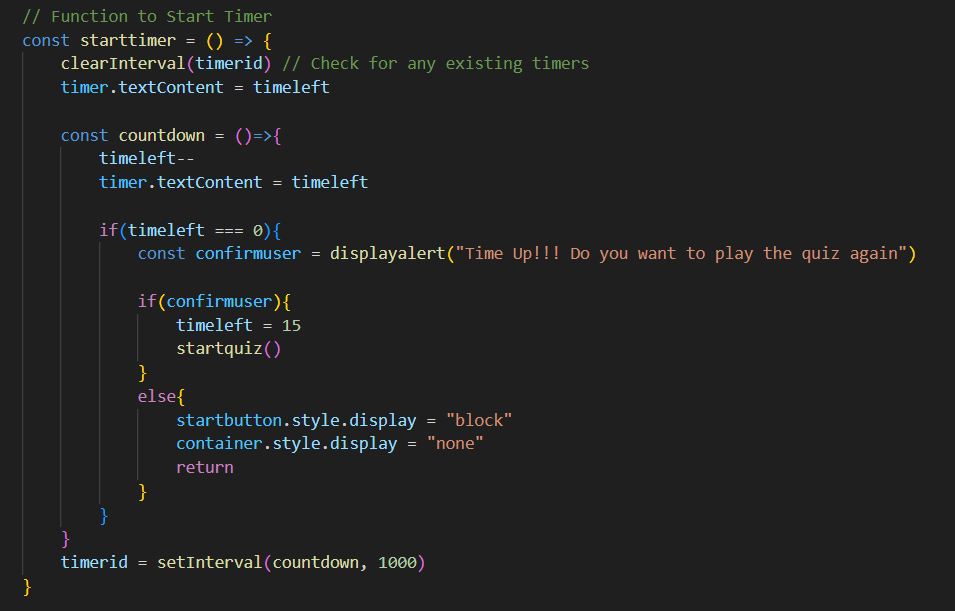 // Function to Start Timer
const starttimer = () => {
    clearInterval(timerid) // Check for any existing timers
    timer.textContent = timeleft

    const countdown = ()=>{
        timeleft--
        timer.textContent = timeleft

        if(timeleft === 0){
            const confirmuser = displayalert("Time Up!!! Do you want to play the quiz again")

            if(confirmuser){
                timeleft = 15
                startquiz()
            }
            else{
                startbutton.style.display = "block"
                container.style.display = "none"
                return
            }
        }
    }
    timerid = setInterval(countdown, 1000)
}